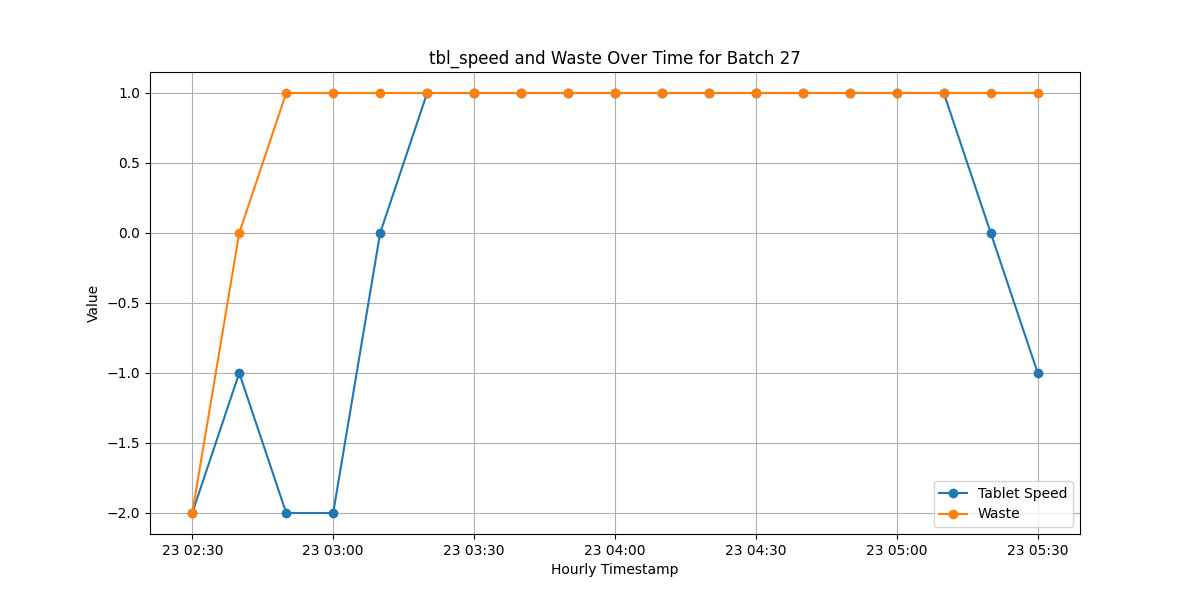 tbl_speed and Waste Over Time for Batch 27
1.0
0.5
0.0
−0.5
−1.0
−1.5
−2.0
Value
23 02:30 23 03:00 23 03:30 23 04:00 23 04:30 23 05:00 23 05:30
Hourly Timestamp
Tablet Speed
Waste